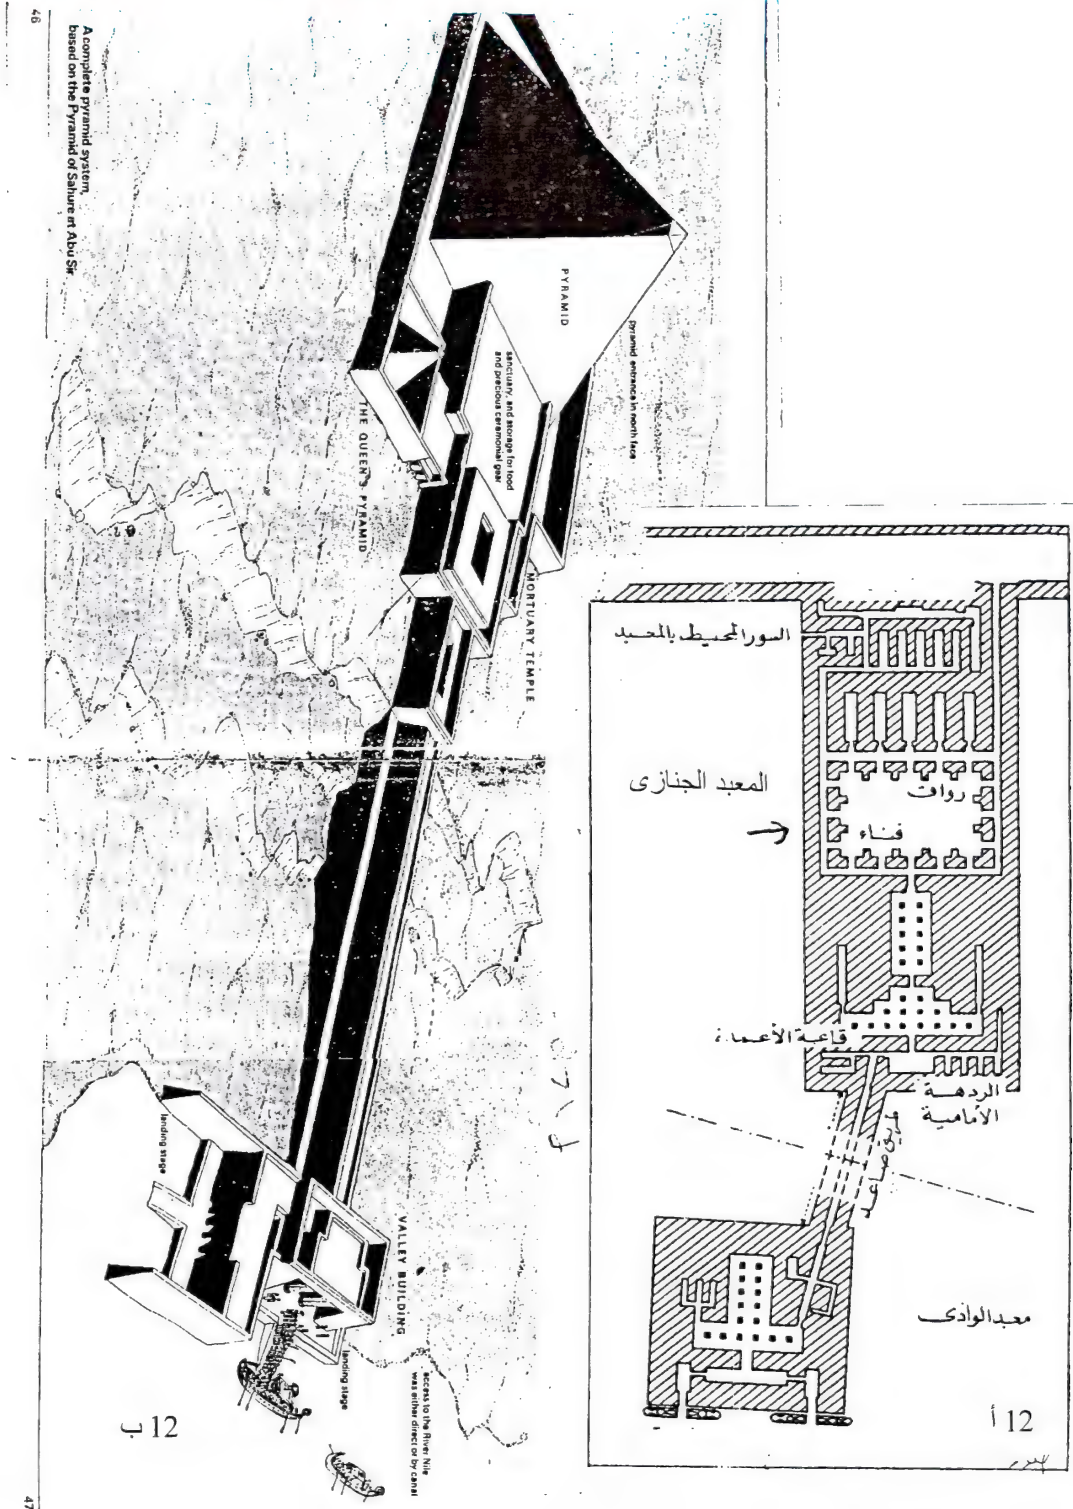 46
A complete pyramid system,
based on the Pyramid of Sahure at Abu Sir
PYRAMID
pyramid entrance in north face
sanctuary, and storage for food
and precious ceremonial gear
THE QUEEN'S PYRAMID
MORTUARY TEMPLE
landing stage
VALLEY BUILDING
landing stage
access to the River Nile
was either direct or by canal
12 ب
47
السور المحيط بالمعبد
المعبد الجنازى
رواق
فناء
قاعة الأعمدة
الردهة
الأمامية
طريق صاعد
معبد الوادى
12 أ